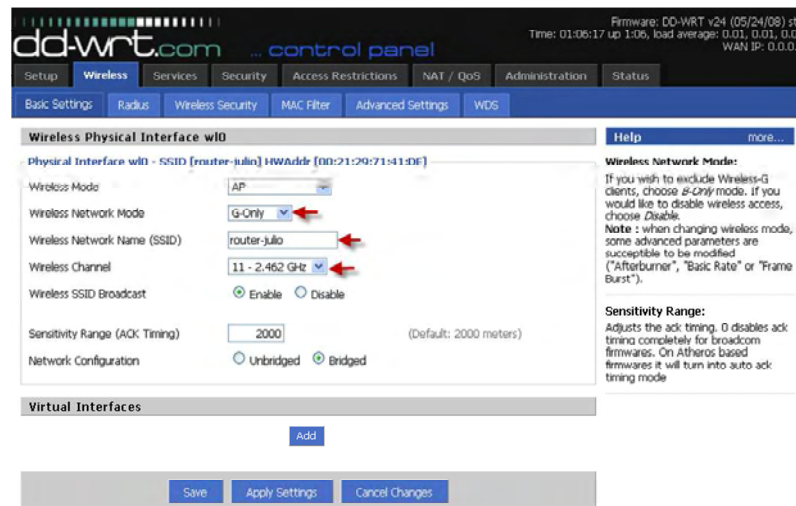 Firmware: DD-WRT v24 (05/24/08) st
dd-wrt.com ... control panel
Time: 01:06:17 up 1:06, load average: 0.01, 0.01, 0.0
WAN IP: 0.0.0.
Setup Wireless Services Security Access Restrictions NAT / QoS Administration Status
Basic Settings Radius Wireless Security MAC Filter Advanced Settings WDS
Wireless Physical Interface wl0
Physical Interface wl0 - SSID [router-julio] HWAddr [00:21:29:71:41:DE]
Wireless Mode AP
Wireless Network Mode G-Only
Wireless Network Name (SSID) router-julio
Wireless Channel 11 - 2.462 GHz
Wireless SSID Broadcast Enable Disable
Sensitivity Range (ACK Timing) 2000 (Default: 2000 meters)
Network Configuration Unbridged Bridged
Virtual Interfaces
Add
Save Apply Settings Cancel Changes
Help more...
Wireless Network Mode:
If you wish to exclude Wireless-G
clients, choose B-Only mode. If you
would like to disable wireless access,
choose Disable.
Note : when changing wireless mode,
some advanced parameters are
succeptible to be modified
("Afterburner", "Basic Rate" or "Frame
Burst").
Sensitivity Range:
Adjusts the ack timing. 0 disables ack
timing completely for broadcom
firmwares. On Atheros based
firmwares it will turn into auto ack
timing mode